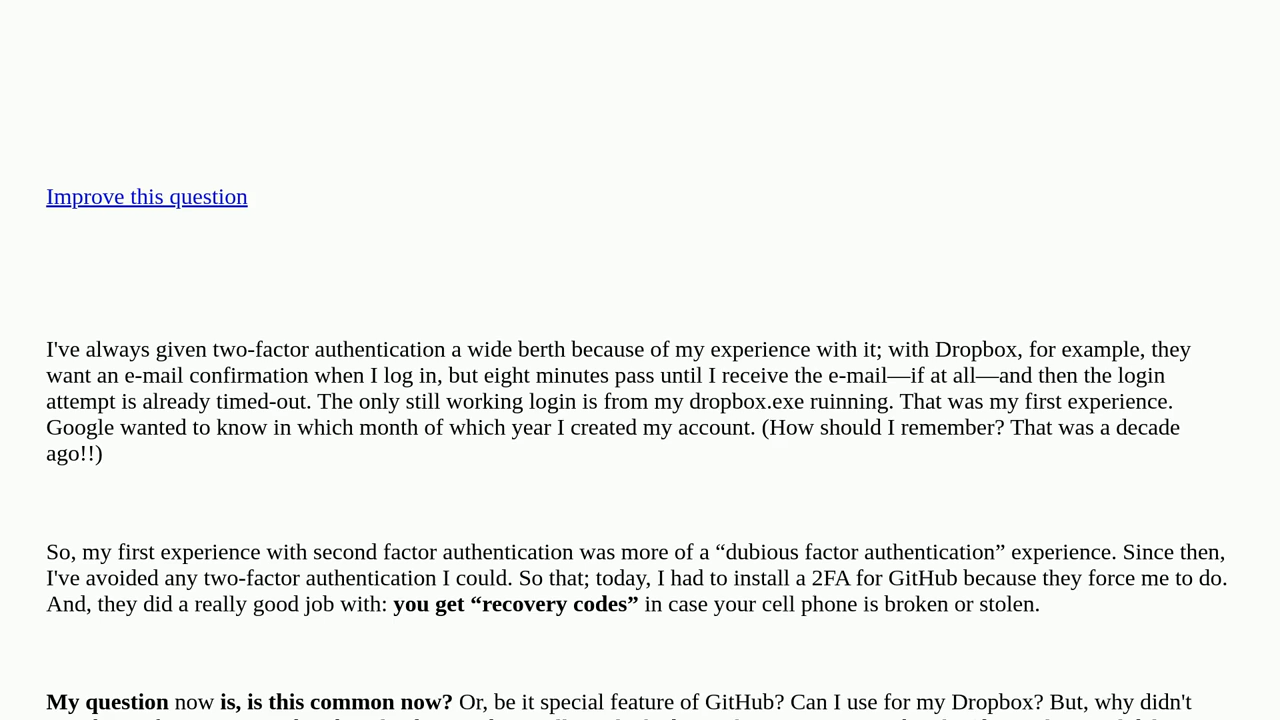 Improve this question
I've always given two-factor authentication a wide berth because of my experience with it; with Dropbox, for example, they
want an e-mail confirmation when I log in, but eight minutes pass until I receive the e-mail—if at all—and then the login
attempt is already timed-out. The only still working login is from my dropbox.exe ruinning. That was my first experience.
Google wanted to know in which month of which year I created my account. (How should I remember? That was a decade
ago!!)
So, my first experience with second factor authentication was more of a “dubious factor authentication” experience. Since then,
I've avoided any two-factor authentication I could. So that; today, I had to install a 2FA for GitHub because they force me to do.
And, they did a really good job with: you get “recovery codes” in case your cell phone is broken or stolen.
My question now is, is this common now? Or, be it special feature of GitHub? Can I use for my Dropbox? But, why didn't